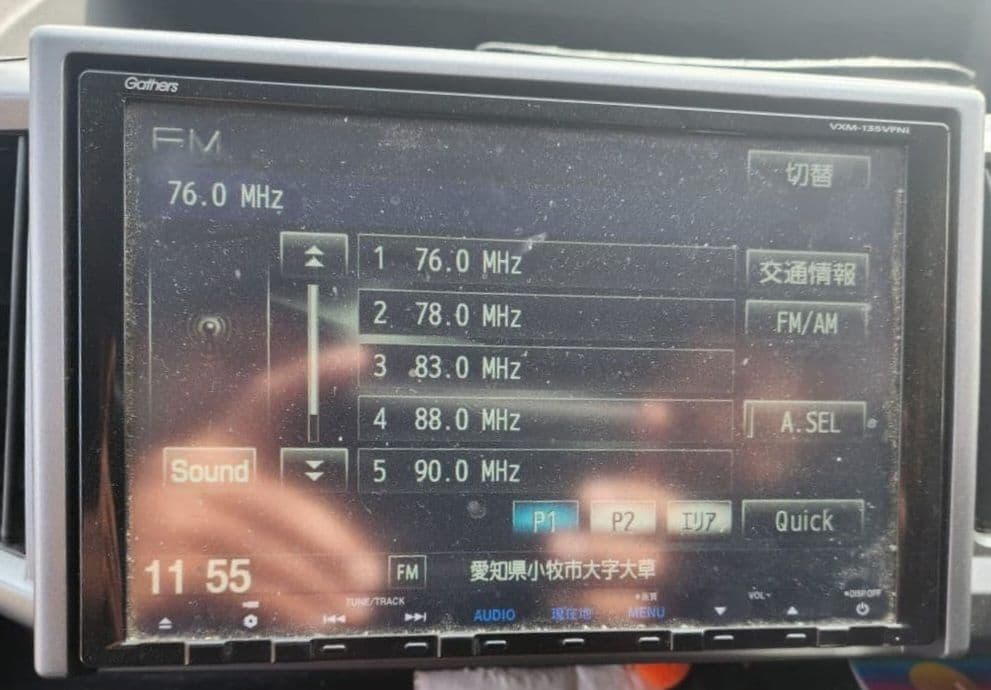 Gathers
VXM-135VFNi
FM
切替
76.0 MHz
1 76.0 MHz
交通情報
2 78.0 MHz
FM/AM
3 83.0 MHz
4 88.0 MHz
A.SEL
Sound
5 90.0 MHz
P1 P2 エリア Quick
11 55
FM 愛知県小牧市大字大草
TUNE/TRACK
VOL
DISP OFF
AUDIO 現在地 MENU